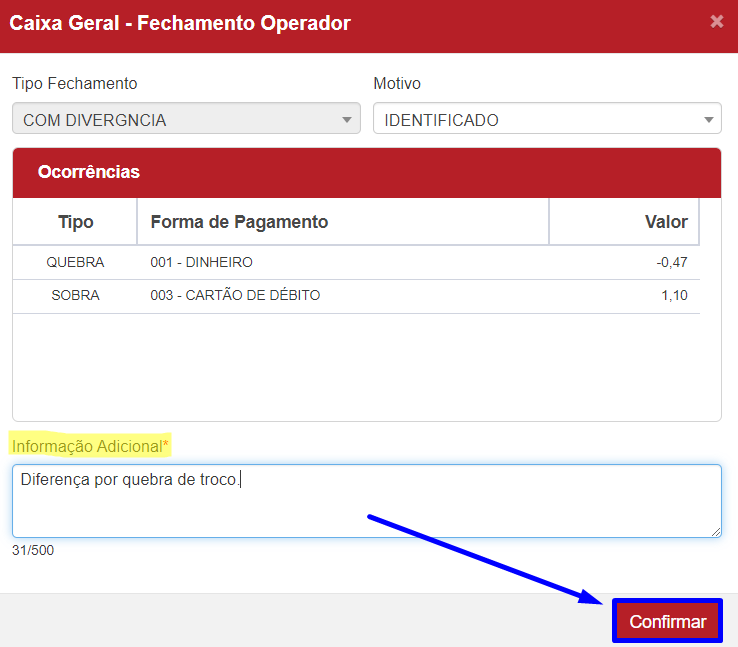 Caixa Geral - Fechamento Operador ×
Tipo Fechamento Motivo
COM DIVERGNCIA IDENTIFICADO
Ocorrências
Tipo Forma de Pagamento Valor
QUEBRA 001 - DINHEIRO -0,47
SOBRA 003 - CARTÃO DE DÉBITO 1,10
Informação Adicional*
Diferença por quebra de troco.
31/500
Confirmar